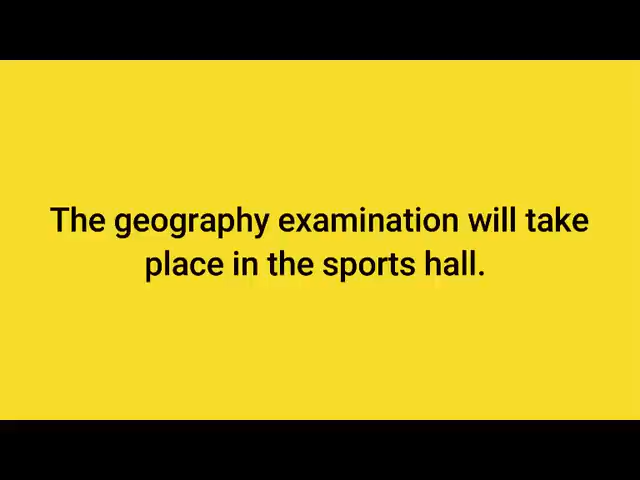 The geography examination will take
place in the sports hall.